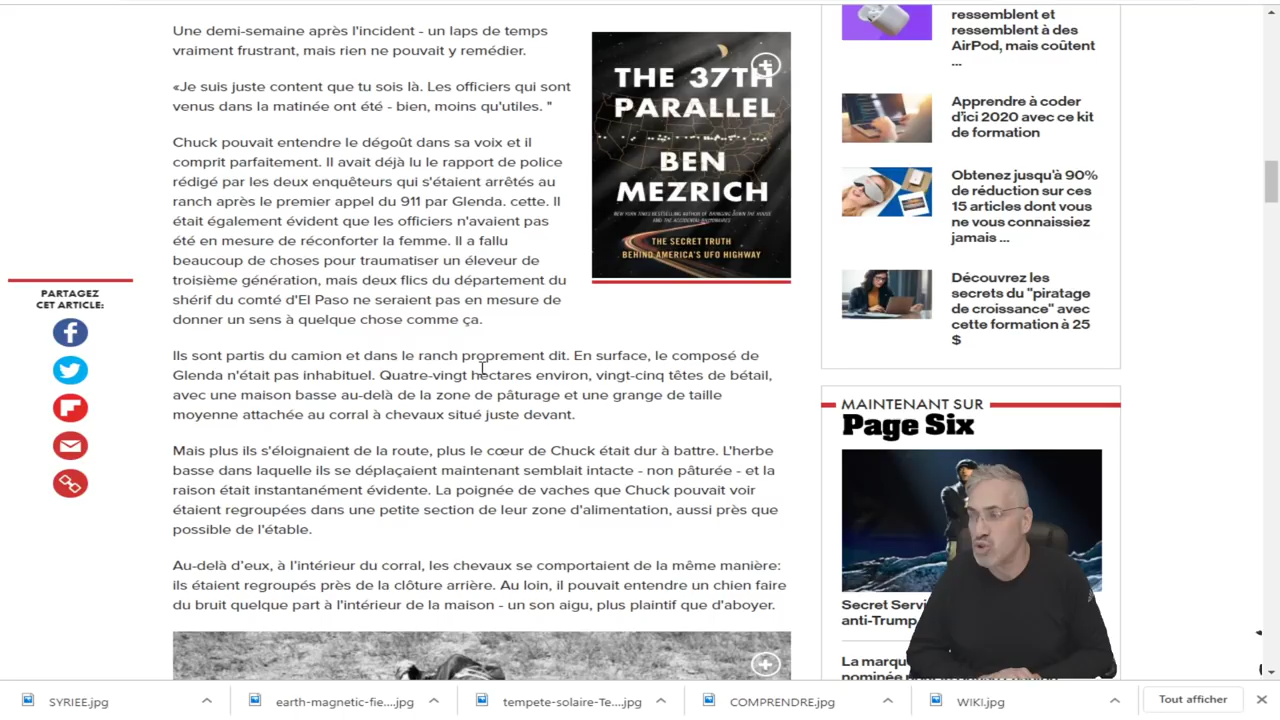 Une demi-semaine après l'incident - un laps de temps
vraiment frustrant, mais rien ne pouvait y remédier.
«Je suis juste content que tu sois là. Les officiers qui sont
venus dans la matinée ont été - bien, moins qu'utiles. "
Chuck pouvait entendre le dégoût dans sa voix et il
comprit parfaitement. Il avait déjà lu le rapport de police
rédigé par les deux enquêteurs qui s'étaient arrêtés au
ranch après le premier appel du 911 par Glenda. cette. Il
était également évident que les officiers n'avaient pas
été en mesure de réconforter la femme. Il a fallu
beaucoup de choses pour traumatiser un éleveur de
troisième génération, mais deux flics du département du
shérif du comté d'El Paso ne seraient pas en mesure de
donner un sens à quelque chose comme ça.
THE 37TH
PARALLEL
BEN
MEZRICH
NEW YORK TIMES BESTSELLING AUTHOR OF BRINGING DOWN THE HOUSE
AND THE ACCIDENTAL BILLIONAIRES
THE SECRET TRUTH
BEHIND AMERICA'S UFO HIGHWAY
Ils sont partis du camion et dans le ranch proprement dit. En surface, le composé de
Glenda n'était pas inhabituel. Quatre-vingt hectares environ, vingt-cinq têtes de bétail,
avec une maison basse au-delà de la zone de pâturage et une grange de taille
moyenne attachée au corral à chevaux situé juste devant.
Mais plus ils s'éloignaient de la route, plus le cœur de Chuck était dur à battre. L'herbe
basse dans laquelle ils se déplaçaient maintenant semblait intacte - non pâturée - et la
raison était instantanément évidente. La poignée de vaches que Chuck pouvait voir
étaient regroupées dans une petite section de leur zone d'alimentation, aussi près que
possible de l'étable.
Au-delà d'eux, à l'intérieur du corral, les chevaux se comportaient de la même manière:
ils étaient regroupés près de la clôture arrière. Au loin, il pouvait entendre un chien faire
du bruit quelque part à l'intérieur de la maison - un son aigu, plus plaintif que d'aboyer.
PARTAGEZ
CET ARTICLE:
ressemblent et
ressemblent à des
AirPod, mais coûtent
...
Apprendre à coder
d'ici 2020 avec ce kit
de formation
Obtenez jusqu'à 90%
de réduction sur ces
15 articles dont vous
ne vous connaissiez
jamais ...
Découvrez les
secrets du "piratage
de croissance" avec
cette formation à 25
$
MAINTENANT SUR
Page Six
Secret Servi
anti-Trump
La marqu
SYRIEE.jpg
earth-magnetic-fie....jpg
tempete-solaire-Te....jpg
COMPRENDRE.jpg
WIKI.jpg
Tout afficher